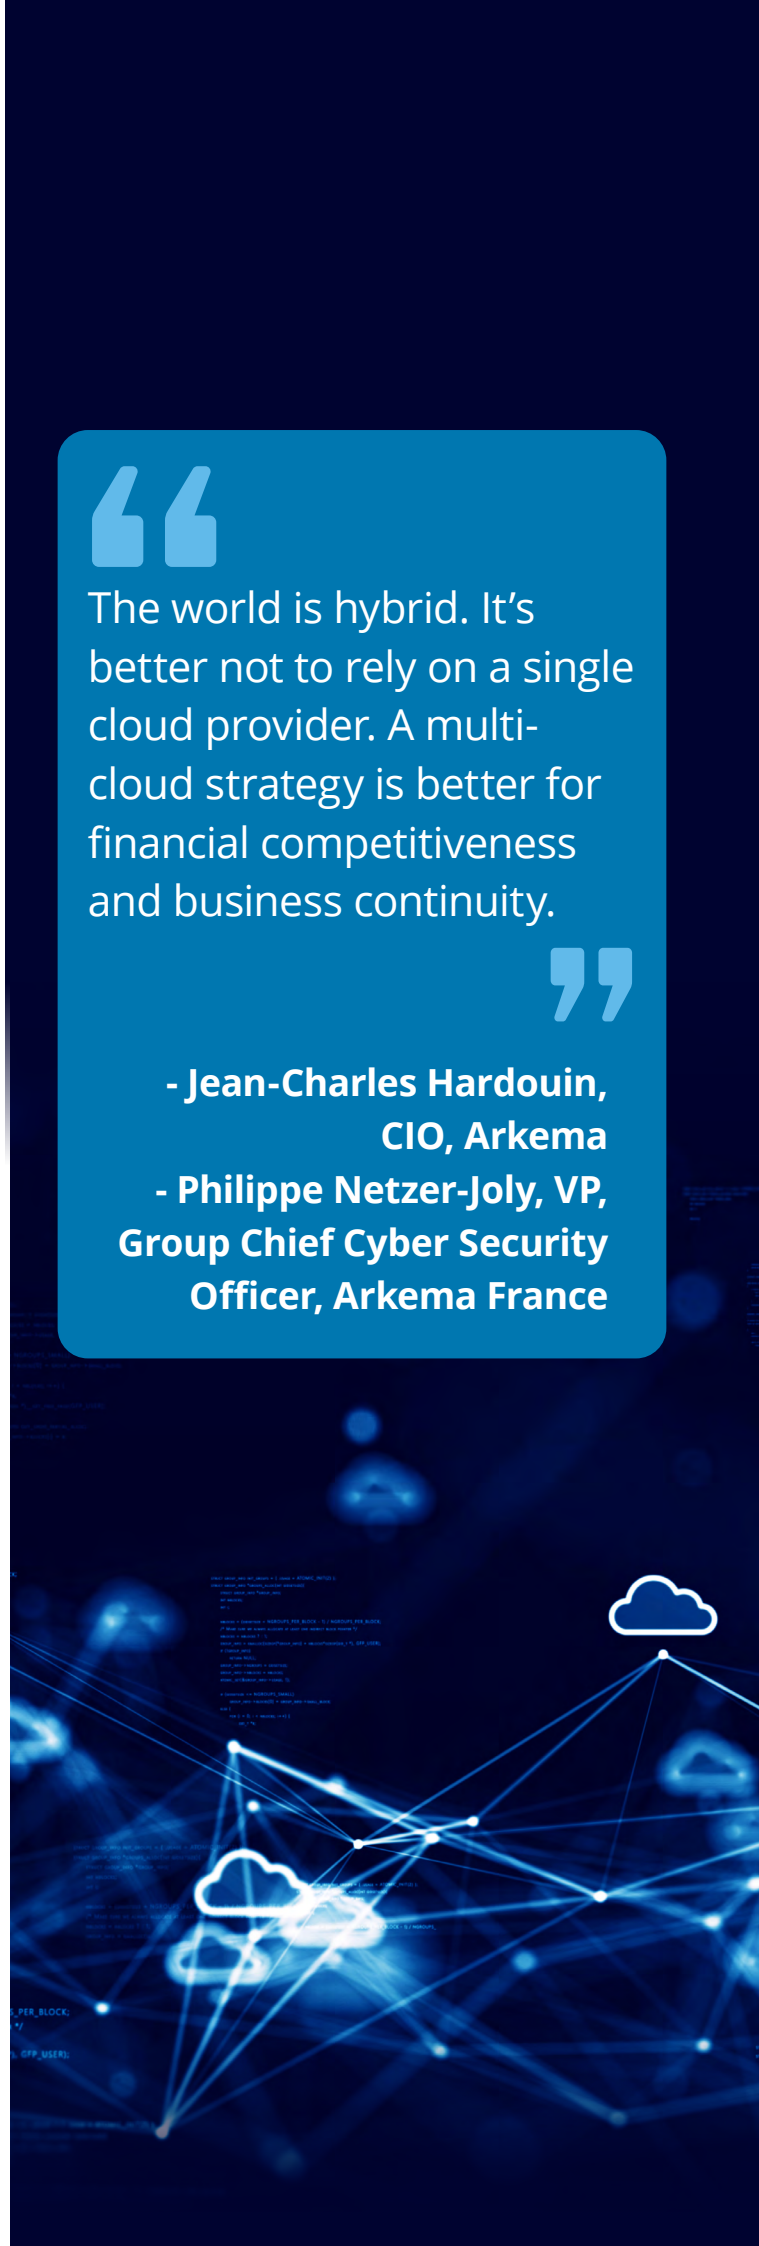 “
The world is hybrid. It’s
better not to rely on a single
cloud provider. A multi-
cloud strategy is better for
financial competitiveness
and business continuity.
”
- Jean-Charles Hardouin,
CIO, Arkema
- Philippe Netzer-Joly, VP,
Group Chief Cyber Security
Officer, Arkema France
_PER_BLOCK;
*/
GFP_USER);